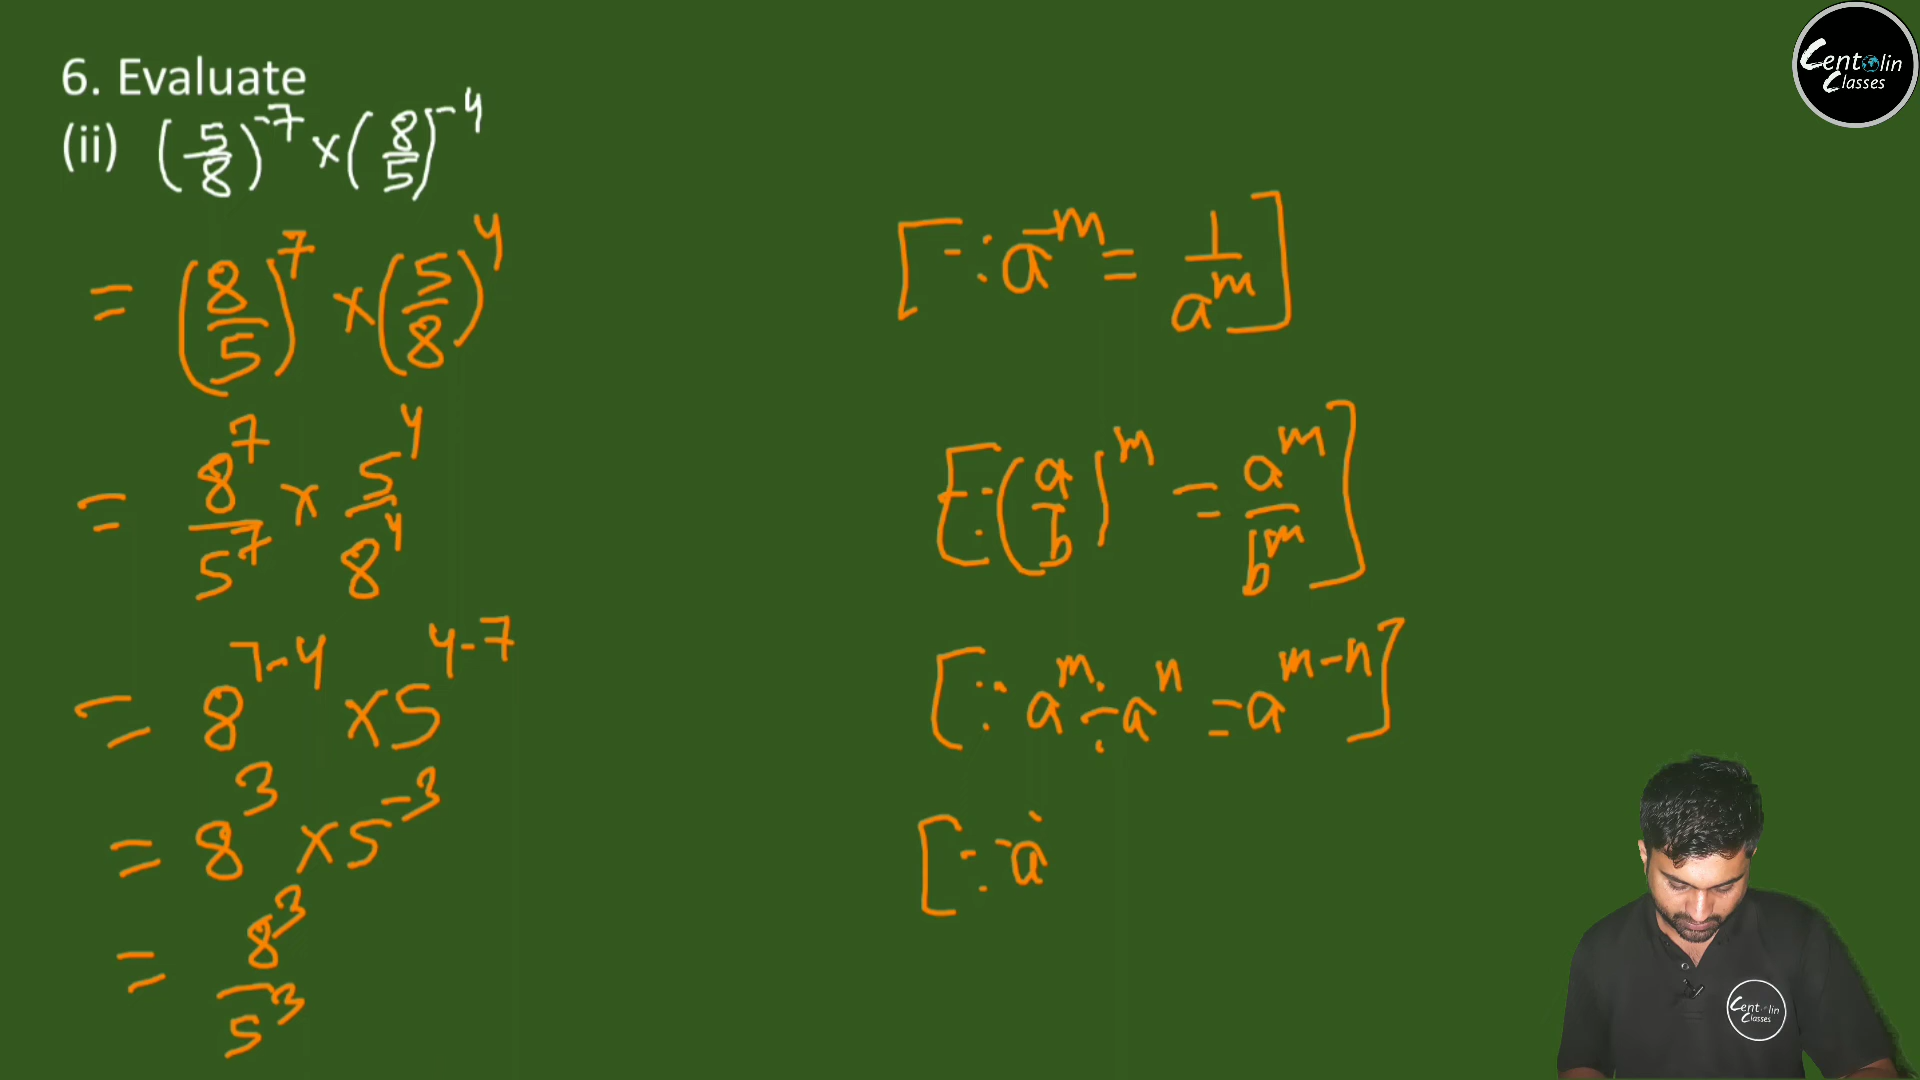 Centolin
Classes
6. Evaluate
(ii) (5/8)^-7 × (8/5)^-4
= (8/5)^7 × (5/8)^4 [∵ a^-m = 1/a^m]
= 8^7/5^7 × 5^4/8^4 [∵ (a/b)^m = a^m/b^m]
= 8^7-4 × 5^4-7 [∵ a^m ÷ a^n = a^m-n]
= 8^3 × 5^-3 [∵ a
= 8^3/5^3
Centolin
Classes